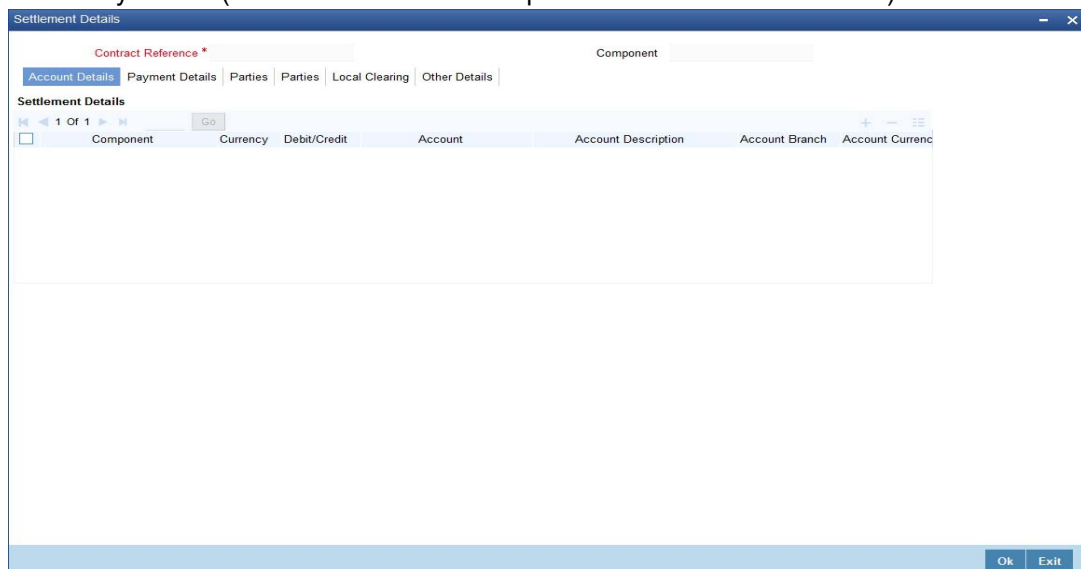 Settlement Details
Contract Reference * Component
Account Details Payment Details Parties Parties Local Clearing Other Details
Settlement Details
1 Of 1 Go
Component Currency Debit/Credit Account Account Description Account Branch Account Currenc
Ok Exit